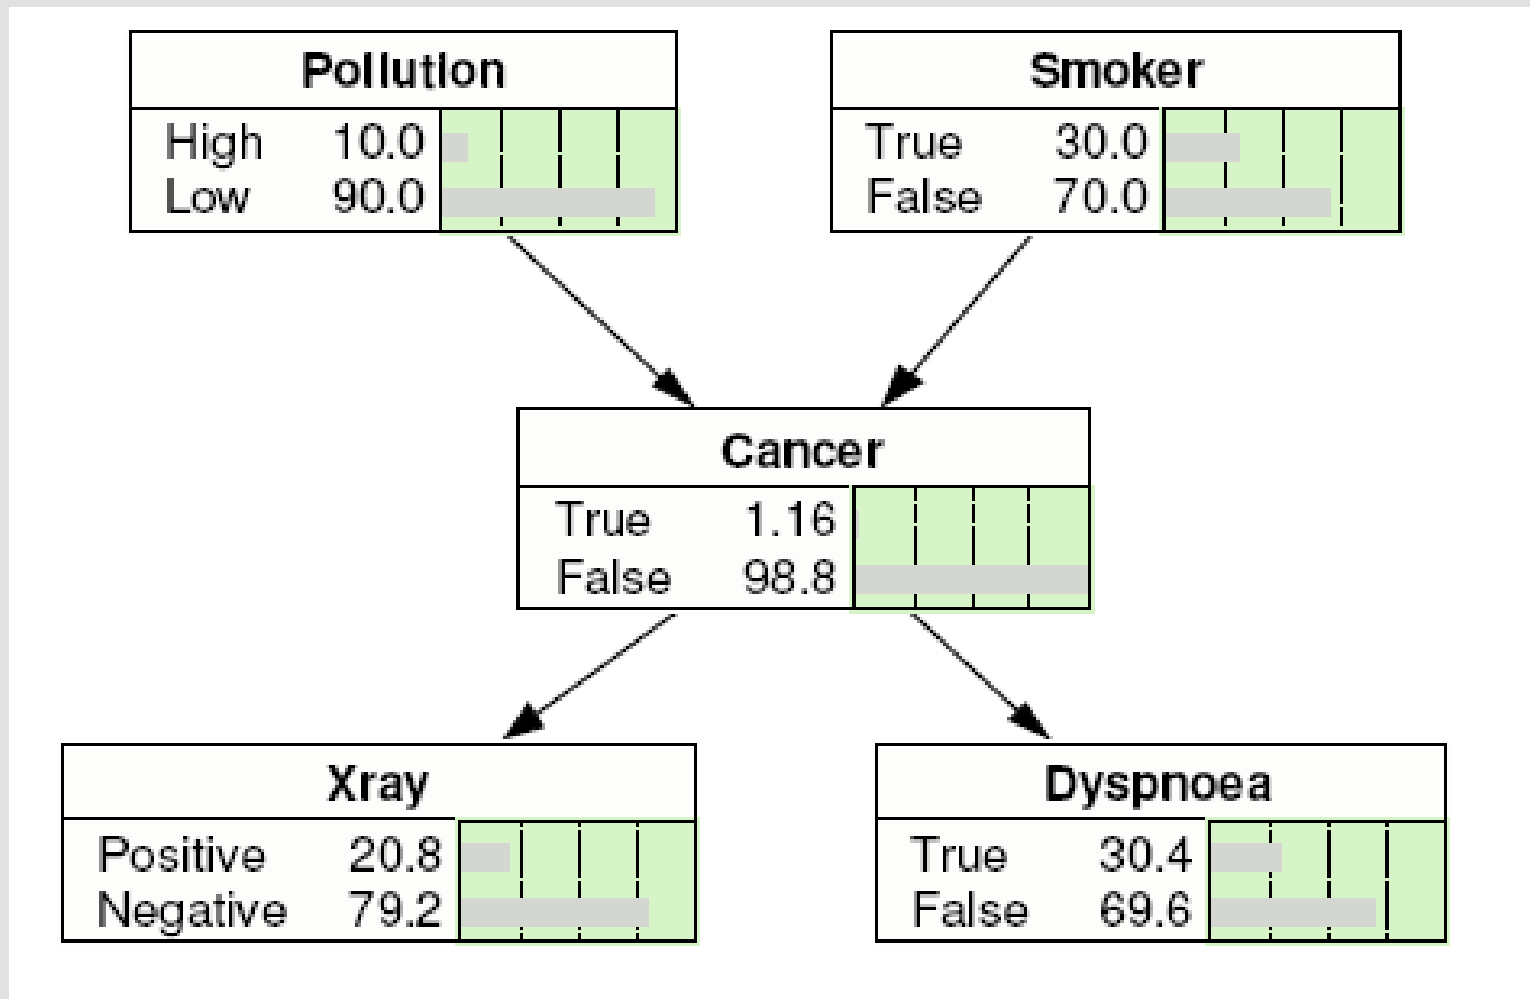 Pollution
High 10.0
Low 90.0
Smoker
True 30.0
False 70.0
Cancer
True 1.16
False 98.8
Xray
Positive 20.8
Negative 79.2
Dyspnoea
True 30.4
False 69.6